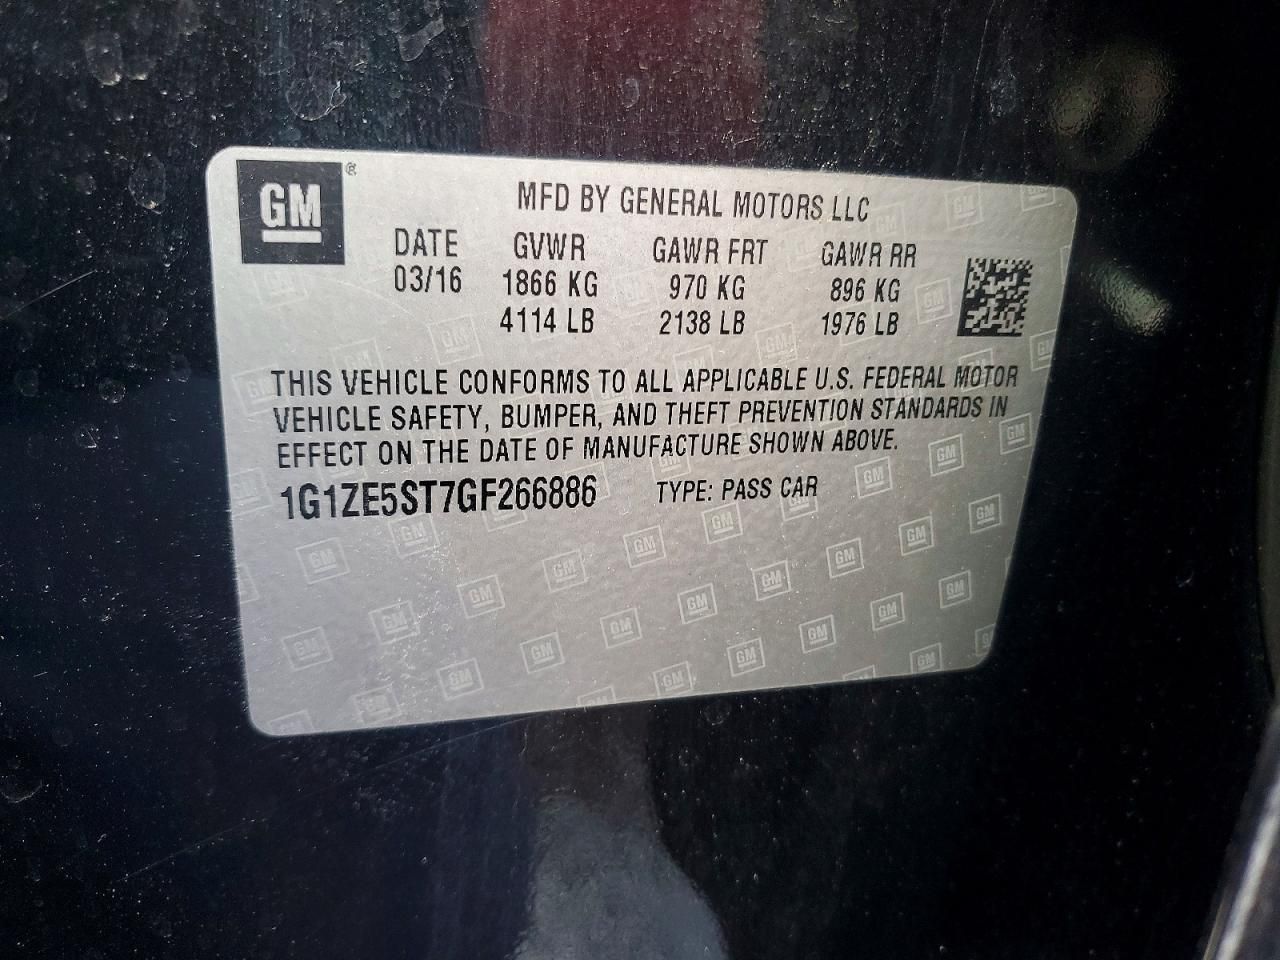 GM®
MFD BY GENERAL MOTORS LLC
DATE GVWR GAWR FRT GAWR RR
03/16 1866 KG 970 KG 896 KG
4114 LB 2138 LB 1976 LB
THIS VEHICLE CONFORMS TO ALL APPLICABLE U.S. FEDERAL MOTOR
VEHICLE SAFETY, BUMPER, AND THEFT PREVENTION STANDARDS IN
EFFECT ON THE DATE OF MANUFACTURE SHOWN ABOVE.
1G1ZE5ST7GF266886 TYPE: PASS CAR